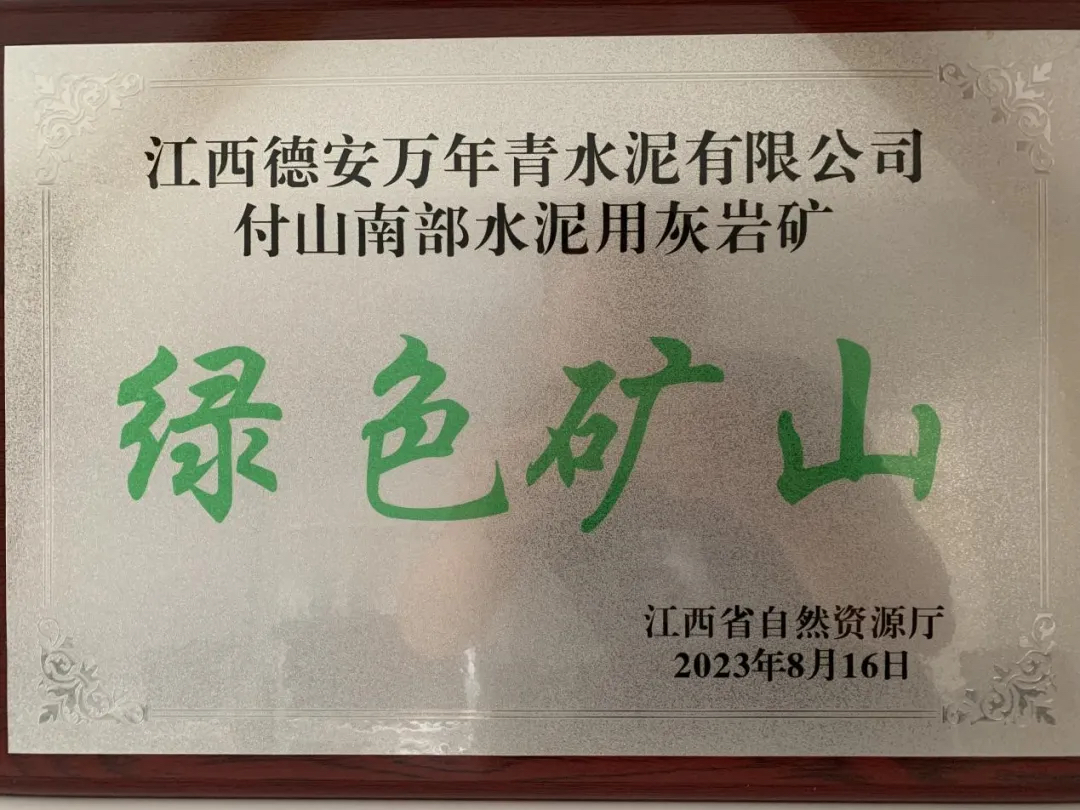 江西德安万年青水泥有限公司
付山南部水泥用灰岩矿
绿色矿山
江西省自然资源厅
2023年8月16日